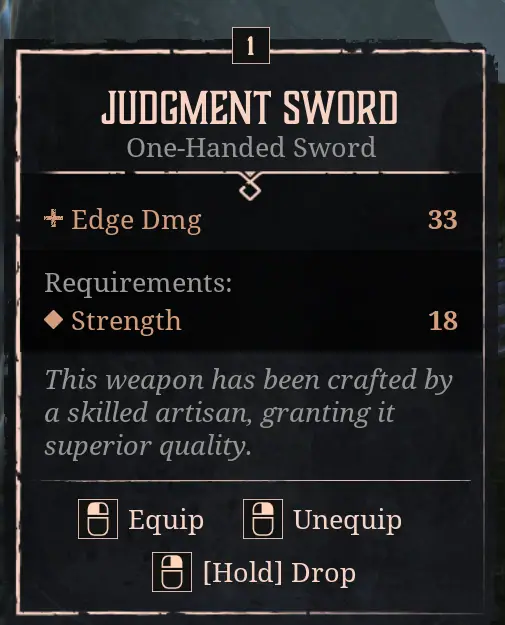 1
JUDGMENT SWORD
One-Handed Sword
Edge Dmg 33
Requirements:
Strength 18
This weapon has been crafted by
a skilled artisan, granting it
superior quality.
Equip Unequip
[Hold] Drop